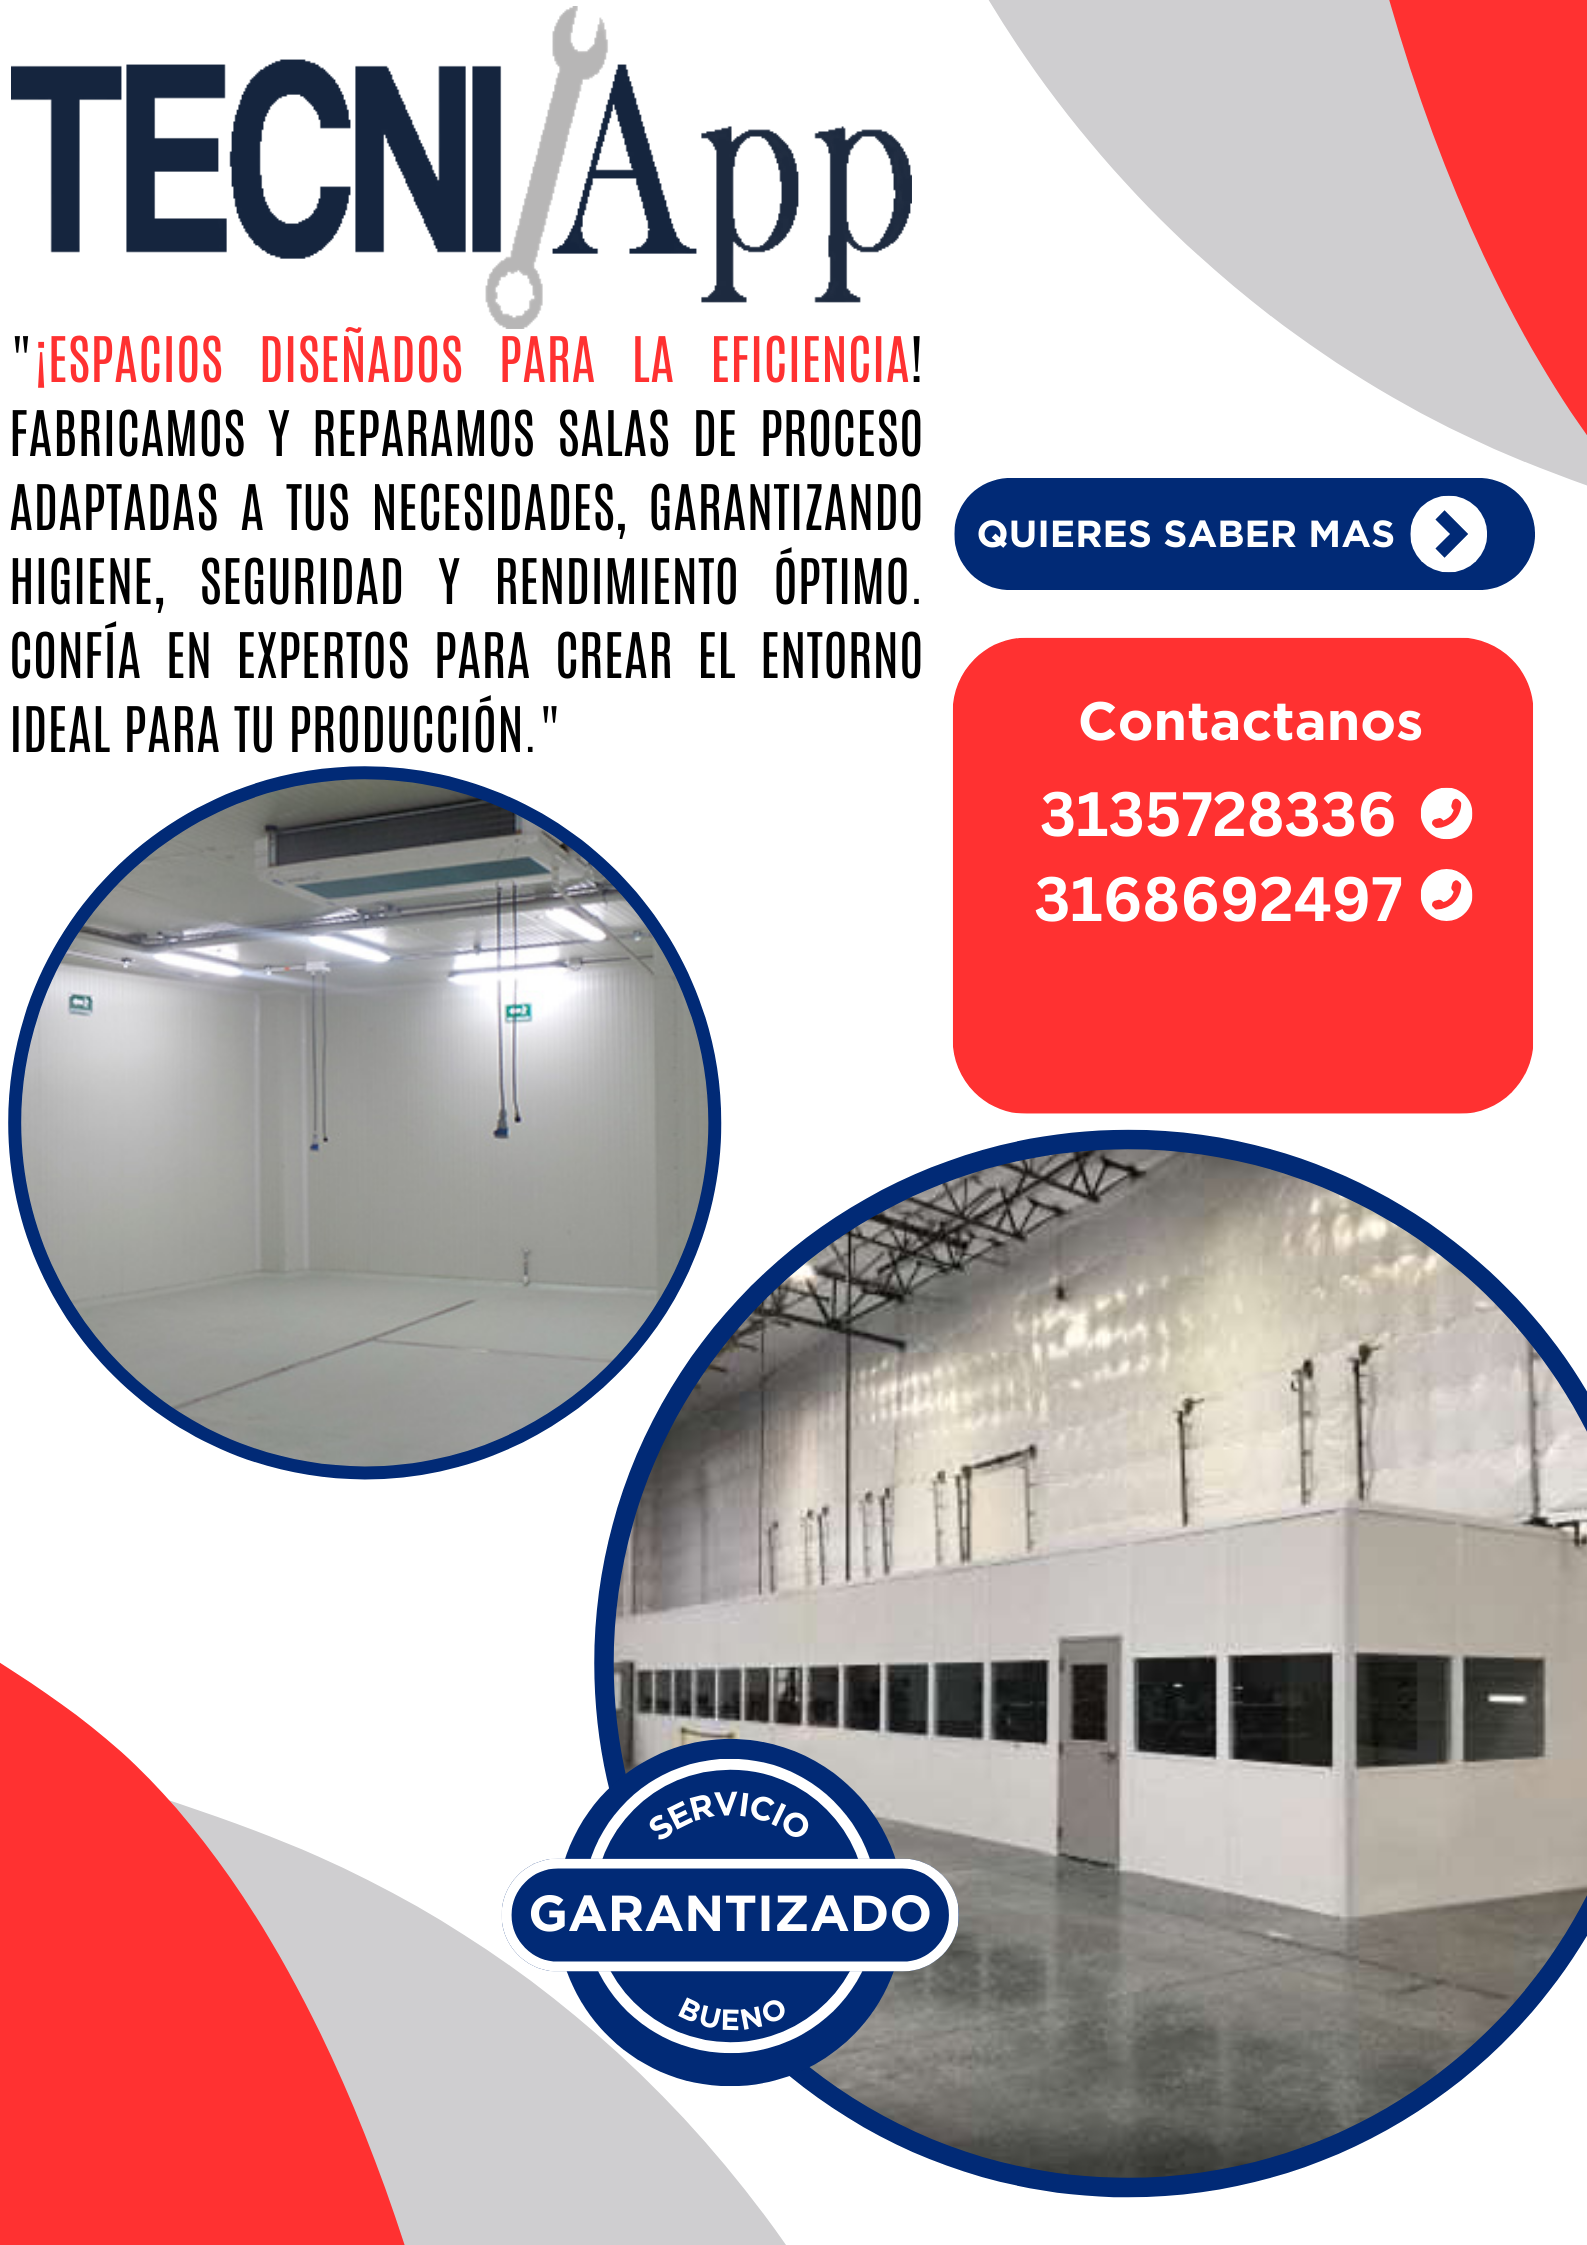 TECNI App
"¡ESPACIOS DISEÑADOS PARA LA EFICIENCIA!
FABRICAMOS Y REPARAMOS SALAS DE PROCESO
ADAPTADAS A TUS NECESIDADES, GARANTIZANDO
HIGIENE, SEGURIDAD Y RENDIMIENTO ÓPTIMO.
CONFÍA EN EXPERTOS PARA CREAR EL ENTORNO
IDEAL PARA TU PRODUCCIÓN."
QUIERES SABER MAS
Contactanos
3135728336
3168692497
SERVICIO
GARANTIZADO
BUENO